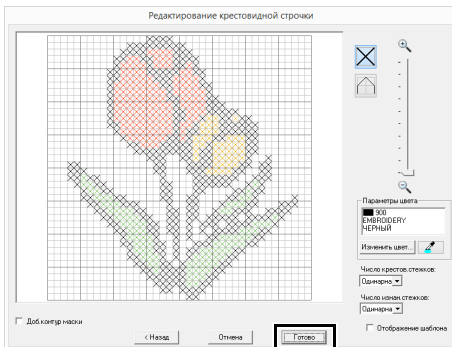 Редактирование крестовидной строчки
Параметры цвета
900
EMBROIDERY
ЧЕРНЫЙ
Изменить цвет...
Число крестов.стежков:
Одинарна
Число изнан.стежков:
Одинарна
Отображение шаблона
Доб.контур маски
< Назад
Отмена
Готово